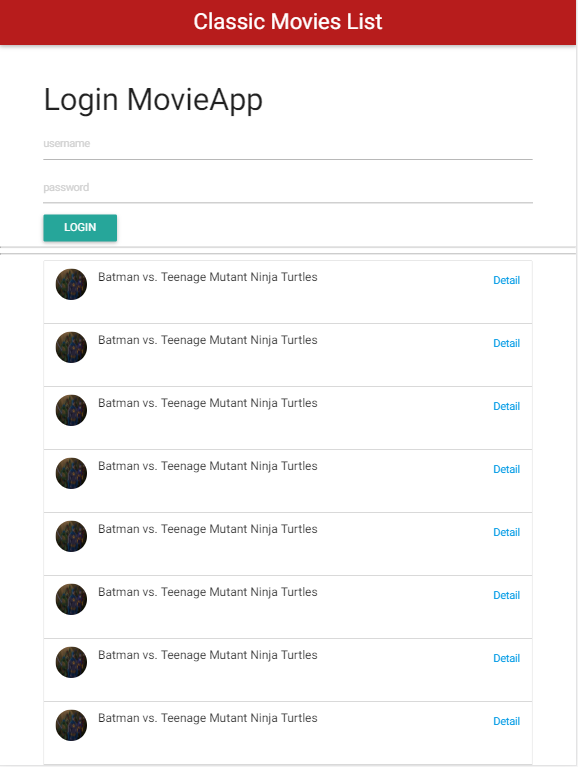 Classic Movies List
Login MovieApp
username
password
LOGIN
Batman vs. Teenage Mutant Ninja Turtles Detail
Batman vs. Teenage Mutant Ninja Turtles Detail
Batman vs. Teenage Mutant Ninja Turtles Detail
Batman vs. Teenage Mutant Ninja Turtles Detail
Batman vs. Teenage Mutant Ninja Turtles Detail
Batman vs. Teenage Mutant Ninja Turtles Detail
Batman vs. Teenage Mutant Ninja Turtles Detail
Batman vs. Teenage Mutant Ninja Turtles Detail